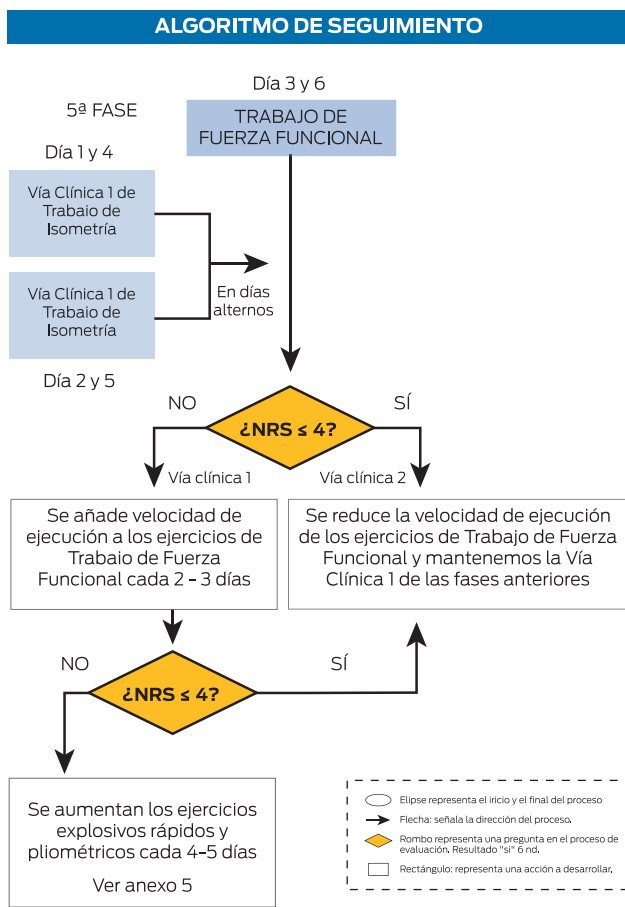 ALGORITMO DE SEGUIMIENTO
Día 3 y 6
5ª FASE
TRABAJO DE
FUERZA FUNCIONAL
Día 1 y 4
Vía Clínica 1 de
Trabaio de
Isometría
Vía Clínica 1 de
Trabaio de
Isometría
En días
alternos
Día 2 y 5
NO
SÍ
¿NRS ≤ 4?
Vía clínica 1
Vía clínica 2
Se añade velocidad de
ejecución a los ejercicios de
Trabaio de Fuerza
Funcional cada 2 - 3 días
Se reduce la velocidad de ejecución
de los ejercicios de Trabajo de Fuerza
Funcional y mantenemos la Vía
Clínica 1 de las fases anteriores
NO
SÍ
¿NRS ≤ 4?
Se aumentan los ejercicios
explosivos rápidos y
pliométricos cada 4-5 días
Ver anexo 5
Elipse representa el iricio y el final del proceso
Flecha: señala la dirección del proceso.
Rombo representa una pregunta en el proceso de
evaluación. Resultado "si" 6 nd.
Rectángulo: representa una acción a desarrollar.